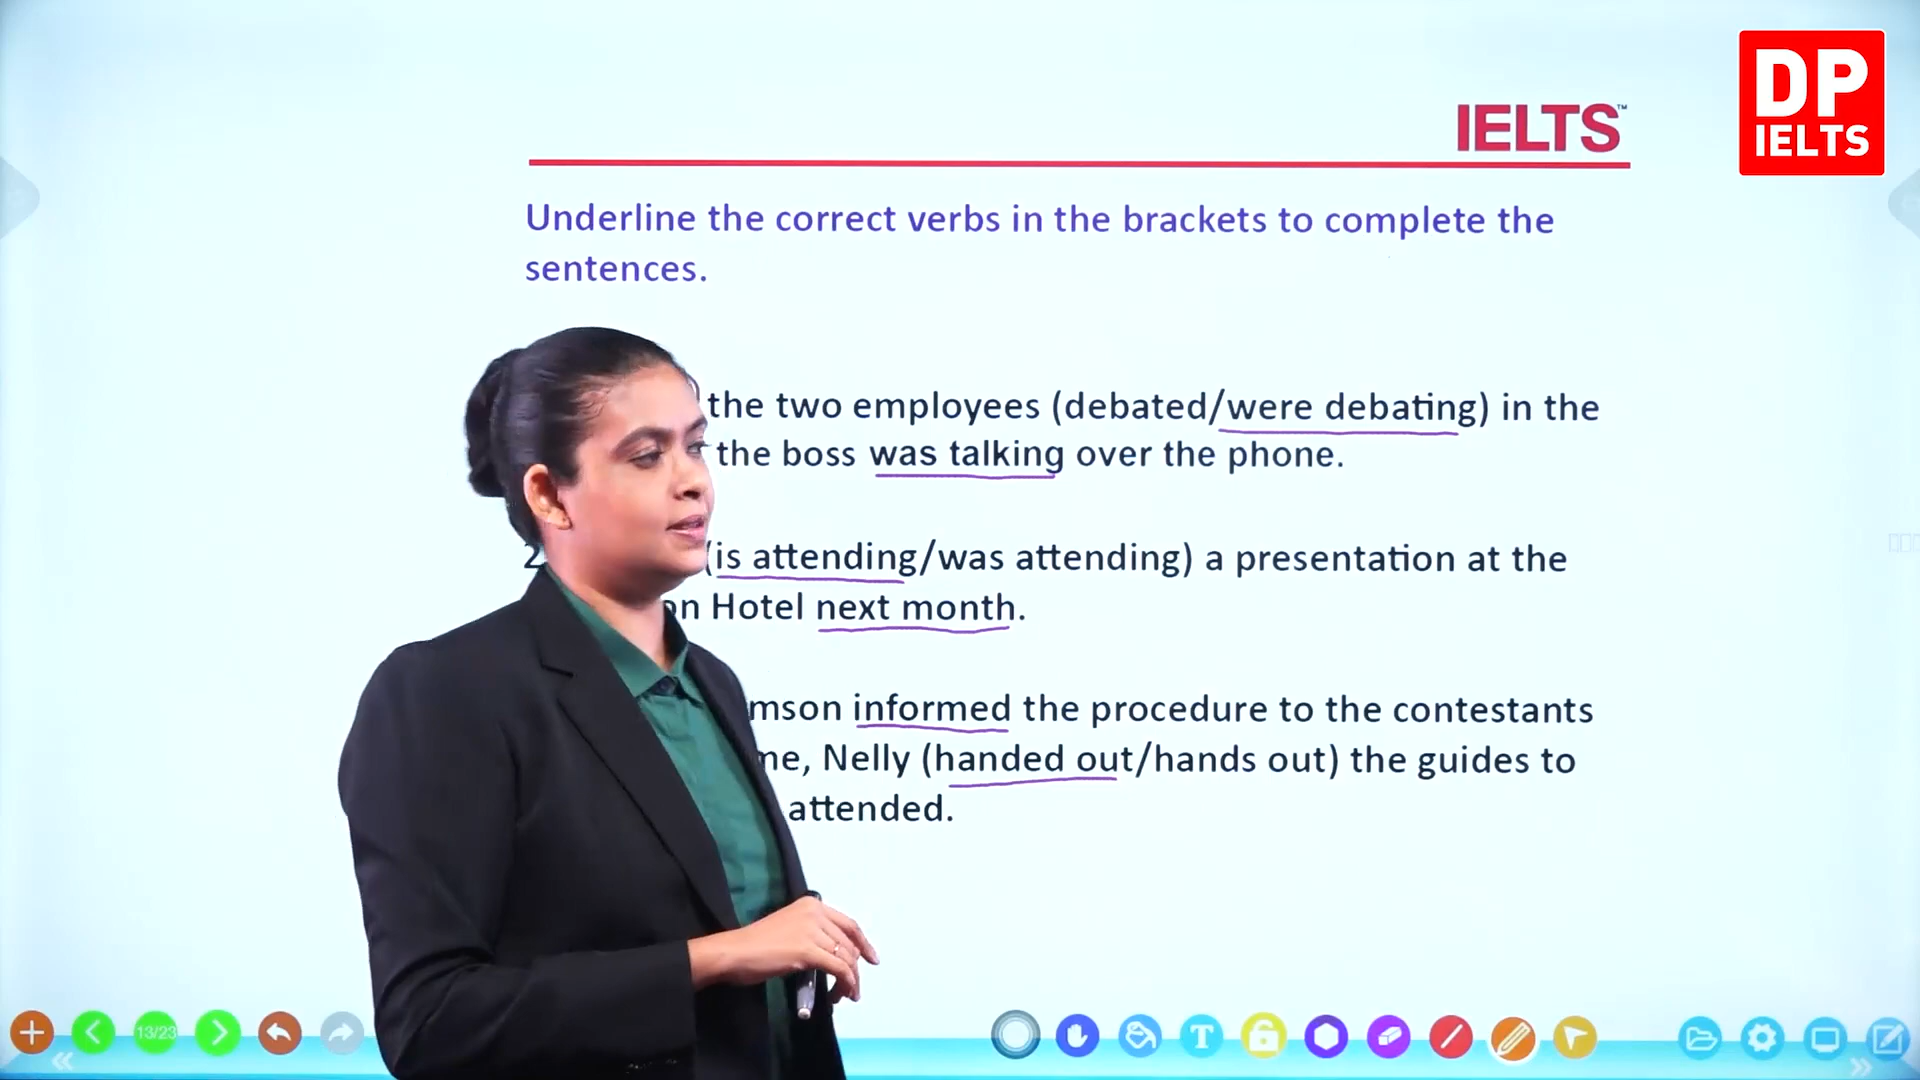 DP
IELTS
IELTS™
Underline the correct verbs in the brackets to complete the
sentences.
the two employees (debated/were debating) in the
the boss was talking over the phone.
2
(is attending/was attending) a presentation at the
on Hotel next month.
mson informed the procedure to the contestants
me, Nelly (handed out/hands out) the guides to
attended.
13/23
T